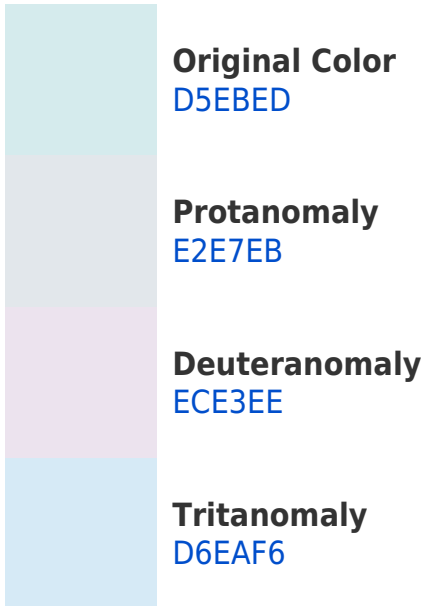 Original Color
D5EBED
Protanomaly
E2E7EB
Deuteranomaly
ECE3EE
Tritanomaly
D6EAF6